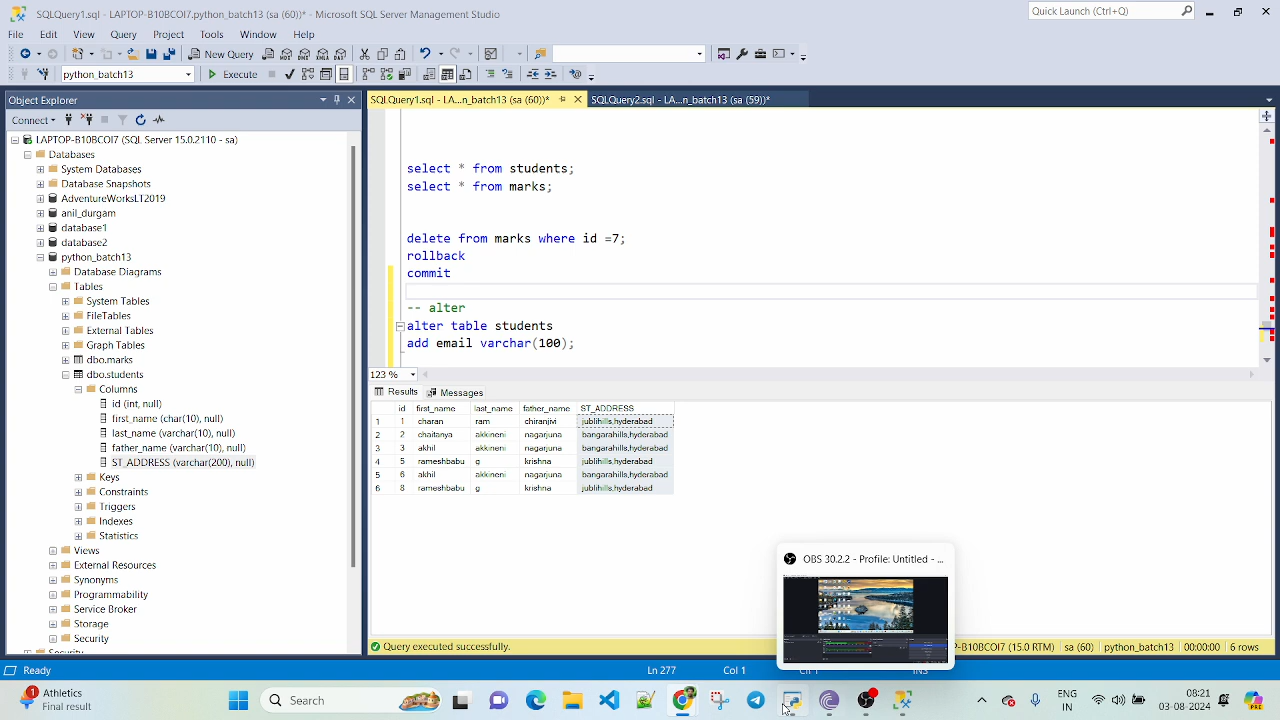 SQLQuery1.sql - LAPTOP-B10BCOI7.python_batch13 (sa (60))* - Microsoft SQL Server Management Studio
Quick Launch (Ctrl+Q)
File Edit View Query Project Tools Window Help
New Query
python_batch13 Execute
Object Explorer
SQLQuery1.sql - LA...n_batch13 (sa (60))* SQLQuery2.sql - LA...n_batch13 (sa (59))*
Connect
LAPTOP-B10BCOI7 (SQL Server 15.0.2110 - sa)
Databases
System Databases
Database Snapshots
AdventureWorksLT2019
anil_durgam
database1
database2
python_batch13
Database Diagrams
Tables
System Tables
FileTables
External Tables
Graph Tables
dbo.marks
dbo.students
Columns
id (int, null)
first_name (char(10), null)
last_name (varchar(10), null)
father_name (varchar(10), null)
ST_ADDRESS (varchar(200), null)
Keys
Constraints
Triggers
Indexes
Statistics
Views
External Resources
Synonyms
Programmability
Service Broker
Storage
Security
select * from students;
select * from marks;
delete from marks where id =7;
rollback
commit
-- alter
alter table students
add email varchar(100);
123 %
Results Messages
id first_name last_name father_name ST_ADDRESS
1 1 charan ram chiranjivi jublihills,hyderabad
2 2 chaitanya akkineni nagarjuna bangarahills,hyderabad
3 3 akhil akkineni nagarjuna bangarahills,hyderabad
4 5 rameshbabu g krishna jublihills,hyderabad
5 6 akhil akkineni nagarjuna bangarahills,hyderabad
6 8 rameshbabu g krishna jublihills,hyderabad
OBS 30.2.2 - Profile: Untitled - ...
Query executed successfully.
P-B10BCOI7 (15.0 RTM) sa (60) python_batch13 00:00:00 6 rows
Ready Ln 277 Col 1 Ch 1 INS
Athletics
Final result
1
Search
ENG
IN
08:21
03-08-2024
PRE